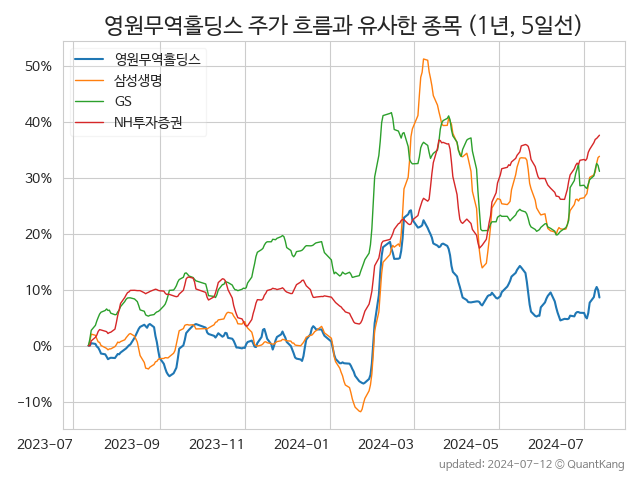 영원무역홀딩스 주가 흐름과 유사한 종목 (1년, 5일선)
영원무역홀딩스
삼성생명
GS
NH투자증권
50%
40%
30%
20%
10%
0%
−10%
2023-07
2023-09
2023-11
2024-01
2024-03
2024-05
2024-07
updated: 2024-07-12 © QuantKang